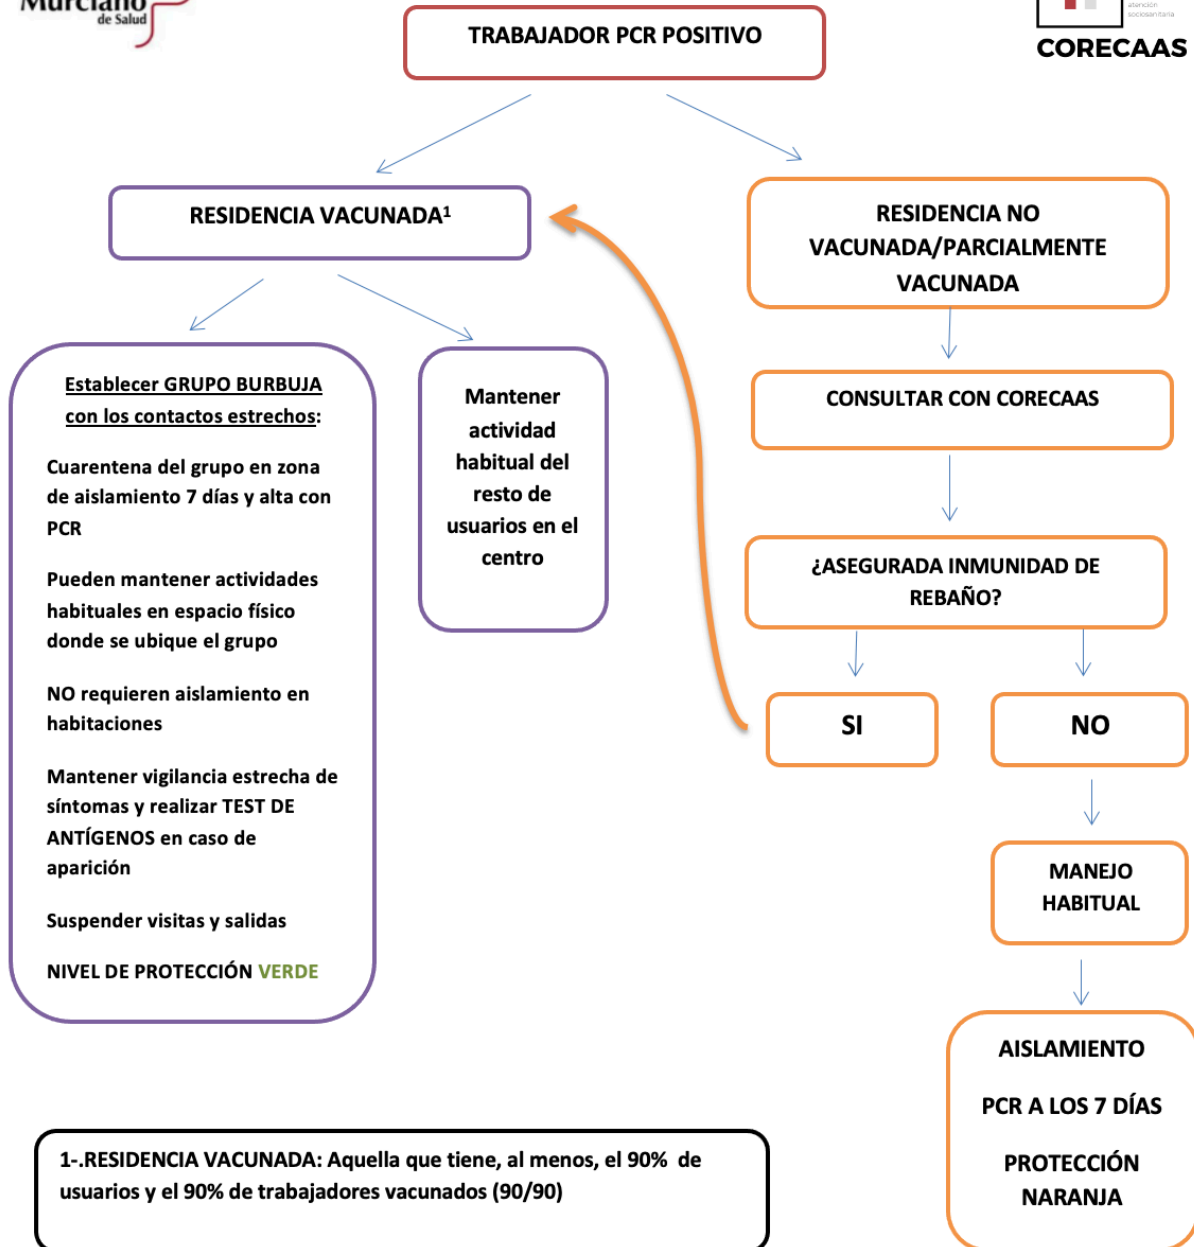 Murciano
de Salud
atención
sociosanitaria
CORECAAS
TRABAJADOR PCR POSITIVO
RESIDENCIA VACUNADA¹
RESIDENCIA NO
VACUNADA/PARCIALMENTE
VACUNADA
Establecer GRUPO BURBUJA
con los contactos estrechos:
Cuarentena del grupo en zona
de aislamiento 7 días y alta con
PCR
Pueden mantener actividades
habituales en espacio físico
donde se ubique el grupo
NO requieren aislamiento en
habitaciones
Mantener vigilancia estrecha de
síntomas y realizar TEST DE
ANTÍGENOS en caso de
aparición
Suspender visitas y salidas
NIVEL DE PROTECCIÓN VERDE
Mantener
actividad
habitual del
resto de
usuarios en el
centro
CONSULTAR CON CORECAAS
¿ASEGURADA INMUNIDAD DE
REBAÑO?
SI
NO
MANEJO
HABITUAL
AISLAMIENTO
PCR A LOS 7 DÍAS
PROTECCIÓN
NARANJA
1-.RESIDENCIA VACUNADA: Aquella que tiene, al menos, el 90% de
usuarios y el 90% de trabajadores vacunados (90/90)